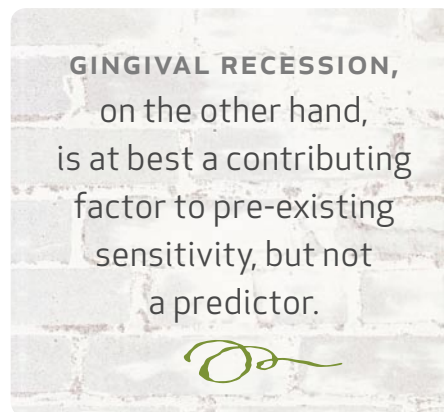 GINGIVAL RECESSION,
on the other hand,
is at best a contributing
factor to pre-existing
sensitivity, but not
a predictor.